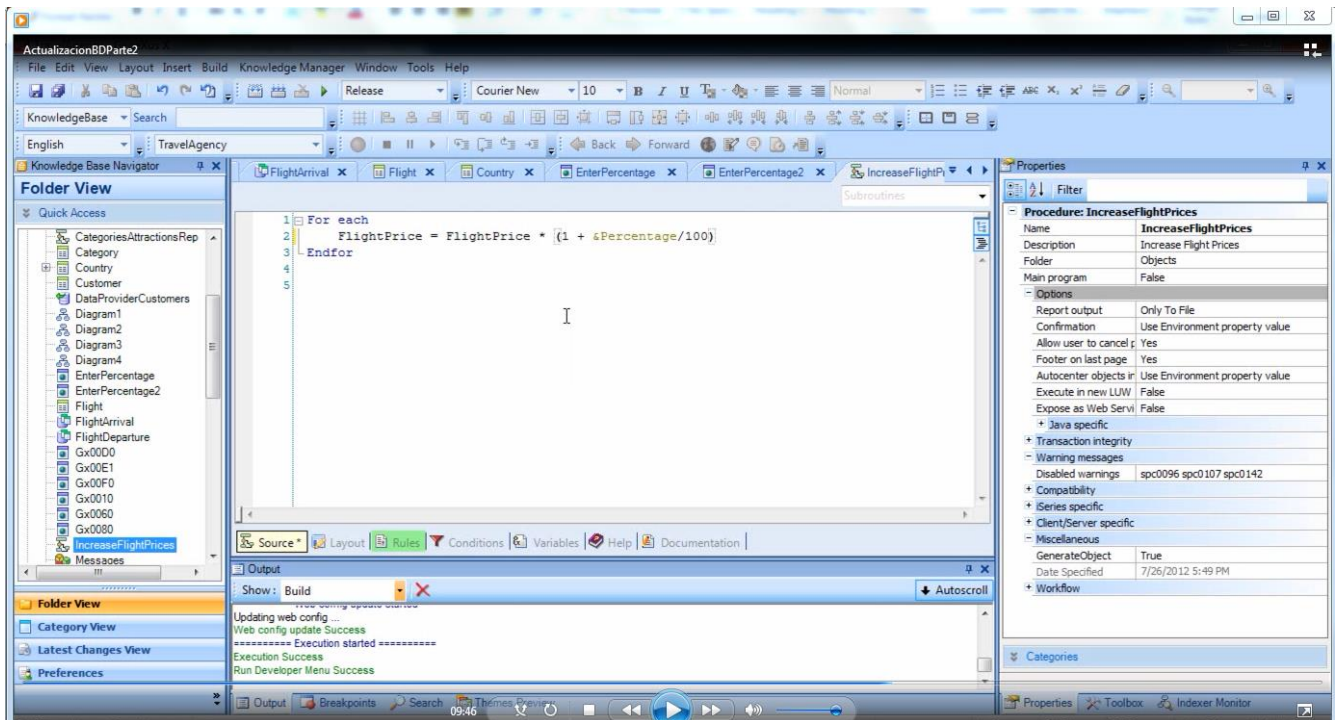 ActualizacionBDParte2
File Edit View Layout Insert Build Knowledge Manager Window Tools Help
Release Courier New 10 B I U Normal
KnowledgeBase Search
English TravelAgency Back Forward
Knowledge Base Navigator
Folder View
Quick Access
CategoriesAttractionsRep
Category
Country
Customer
DataProviderCustomers
Diagram1
Diagram2
Diagram3
Diagram4
EnterPercentage
EnterPercentage2
Flight
FlightArrival
FlightDeparture
Gx00D0
Gx00E1
Gx00F0
Gx0010
Gx0060
Gx0080
IncreaseFlightPrices
Messages
Folder View
Category View
Latest Changes View
Preferences
FlightArrival Flight Country EnterPercentage EnterPercentage2 IncreaseFlightPr
Subroutines
1 For each
2 FlightPrice = FlightPrice * (1 + &Percentage/100)
3 Endfor
4
5
Source* Layout Rules Conditions Variables Help Documentation
Output
Show: Build Autoscroll
Updating web config ...
Web config update Success
========== Execution started ==========
Execution Success
Run Developer Menu Success
Output Breakpoints Search Themes Preview
09:46
Properties
Filter
Procedure: IncreaseFlightPrices
Name IncreaseFlightPrices
Description Increase Flight Prices
Folder Objects
Main program False
Options
Report output Only To File
Confirmation Use Environment property value
Allow user to cancel p Yes
Footer on last page Yes
Autocenter objects in Use Environment property value
Execute in new LUW False
Expose as Web Servi False
Java specific
Transaction integrity
Warning messages
Disabled warnings spc0096 spc0107 spc0142
Compatibility
iSeries specific
Client/Server specific
Miscellaneous
GenerateObject True
Date Specified 7/26/2012 5:49 PM
Workflow
Categories
Properties Toolbox Indexer Monitor